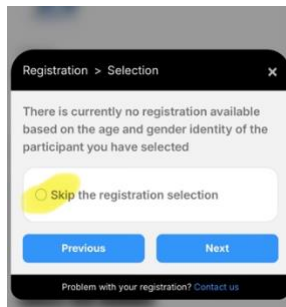 Registration > Selection ×
There is currently no registration available
based on the age and gender identity of the
participant you have selected
Skip the registration selection
Previous Next
Problem with your registration? Contact us